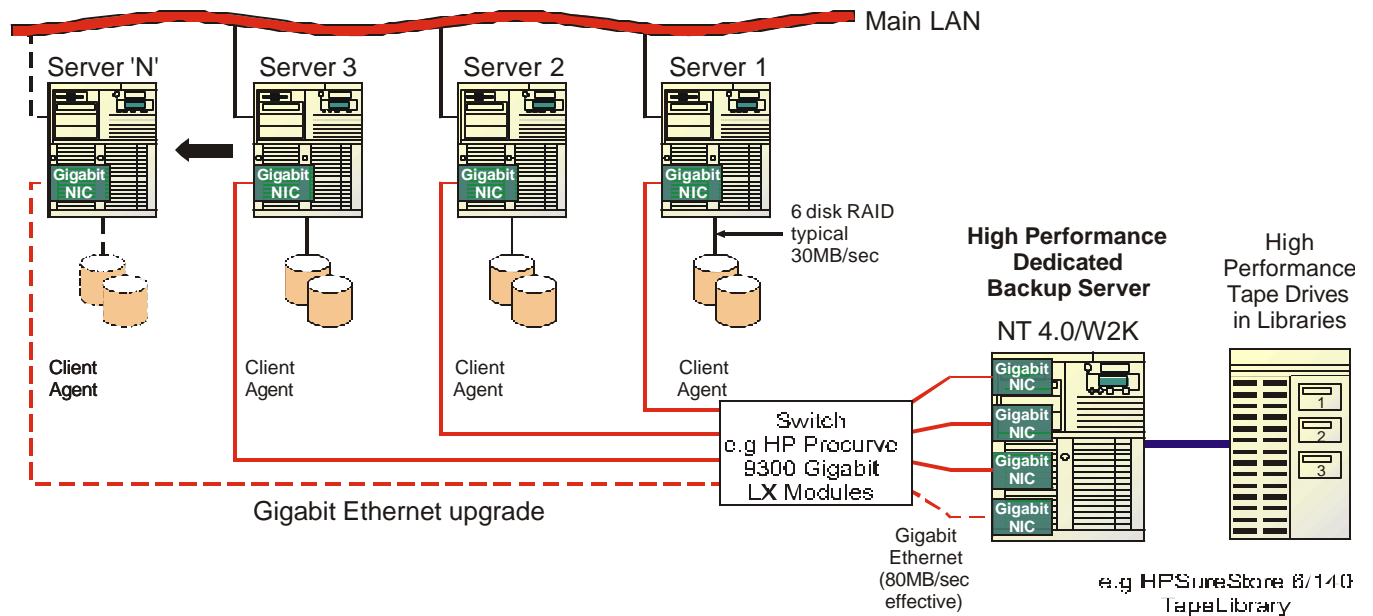 Main LAN
Server 'N'
Server 3
Server 2
Server 1
Gigabit
NIC
Gigabit
NIC
Gigabit
NIC
Gigabit
NIC
6 disk RAID
typical
30MB/sec
Client
Agent
Client
Agent
Client
Agent
Client
Agent
High Performance
Dedicated
Backup Server
NT 4.0/W2K
Gigabit
NIC
Gigabit
NIC
Gigabit
NIC
Gigabit
NIC
High
Performance
Tape Drives
in Libraries
1
2
3
Switch
e.g HP Procurve
9300 Gigabit
LX Modules
Gigabit Ethernet upgrade
Gigabit
Ethernet
(80MB/sec
effective)
e.g HPSureStore 6/140
TapeLibrary